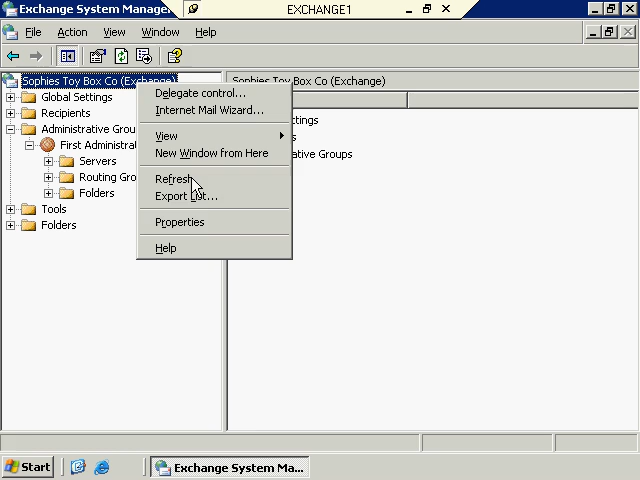 Exchange System Manager
EXCHANGE1
File Action View Window Help
Sophies Toy Box Co (Exchange)
Sophies Toy Box Co (Exchange)
Global Settings
Recipients
Administrative Grou
First Administrat
Servers
Routing Gro
Folders
Tools
Folders
Delegate control...
Internet Mail Wizard...
View
New Window from Here
Refresh
Export List...
Properties
Help
ttings
s
ative Groups
Start
Exchange System Ma...